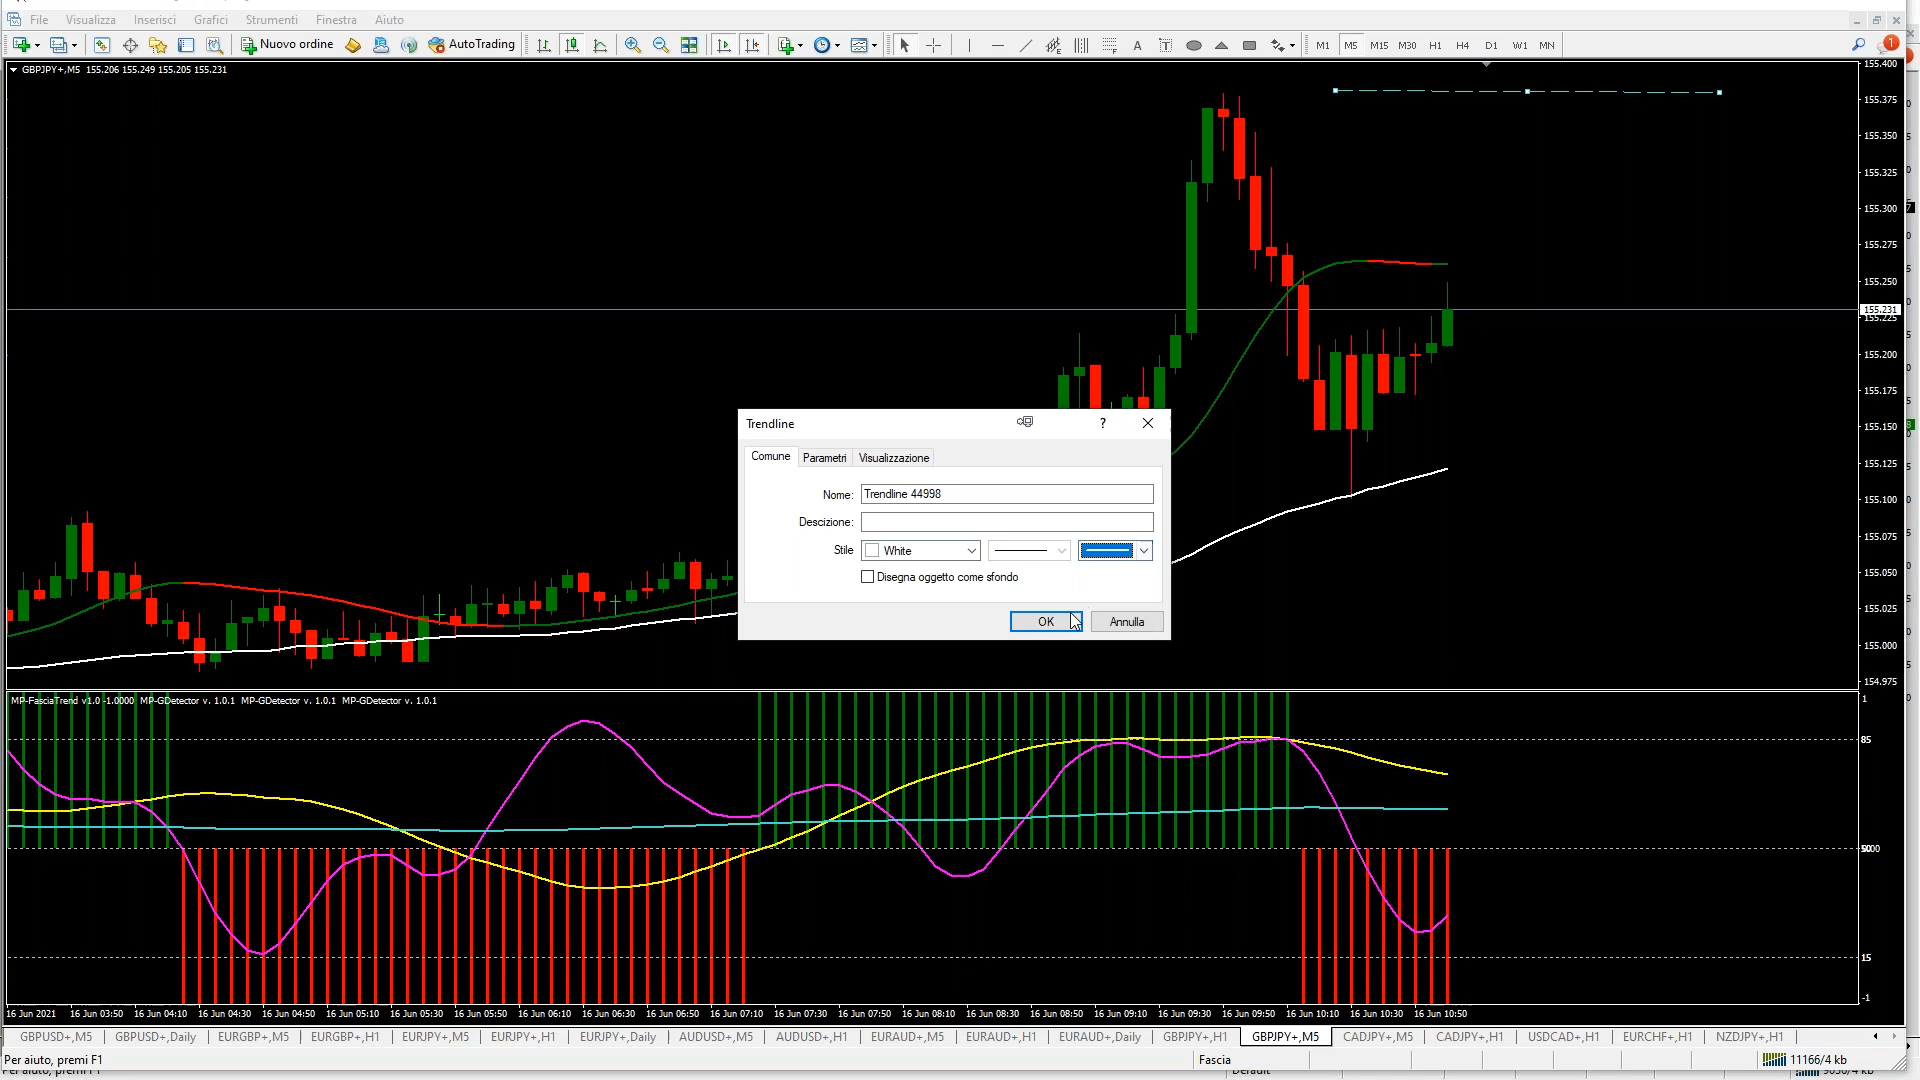 File Visualizza Inserisci Grafici Strumenti Finestra Aiuto
Nuovo ordine AutoTrading A T M1 M5 M15 M30 H1 H4 D1 W1 MN 1
GBPJPY+,M5 155.206 155.249 155.205 155.231
155.400
155.375
155.350
155.325
155.300
155.275
155.250
155.231
155.225
155.200
155.175
155.150
155.125
155.100
155.075
155.050
155.025
155.000
154.975
Trendline ?
Comune Parametri Visualizzazione
Nome: Trendline 44998
Descizione:
Stile White
Disegna oggetto come sfondo
OK Annulla
MP-FasciaTrend v1.0 -1.0000 MP-GDetector v. 1.0.1 MP-GDetector v. 1.0.1 MP-GDetector v. 1.0.1
1
85
15
-1
16 Jun 2021 16 Jun 03:50 16 Jun 04:10 16 Jun 04:30 16 Jun 04:50 16 Jun 05:10 16 Jun 05:30 16 Jun 05:50 16 Jun 06:10 16 Jun 06:30 16 Jun 06:50 16 Jun 07:10 16 Jun 07:30 16 Jun 07:50 16 Jun 08:10 16 Jun 08:30 16 Jun 08:50 16 Jun 09:10 16 Jun 09:30 16 Jun 09:50 16 Jun 10:10 16 Jun 10:30 16 Jun 10:50
GBPUSD+,M5 GBPUSD+,Daily EURGBP+,M5 EURGBP+,H1 EURJPY+,M5 EURJPY+,H1 EURJPY+,Daily AUDUSD+,M5 AUDUSD+,H1 EURAUD+,M5 EURAUD+,H1 EURAUD+,Daily GBPJPY+,H1 GBPJPY+,M5 CADJPY+,M5 CADJPY+,H1 USDCAD+,H1 EURCHF+,H1 NZDJPY+,H1
Per aiuto, premi F1 Fascia 11166/4 kb